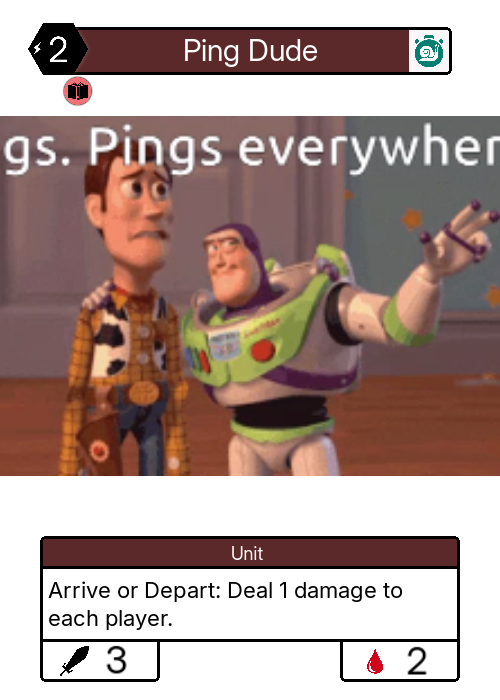 2
Ping Dude
gs. Pings everywher
Unit
Arrive or Depart: Deal 1 damage to
each player.
3
2